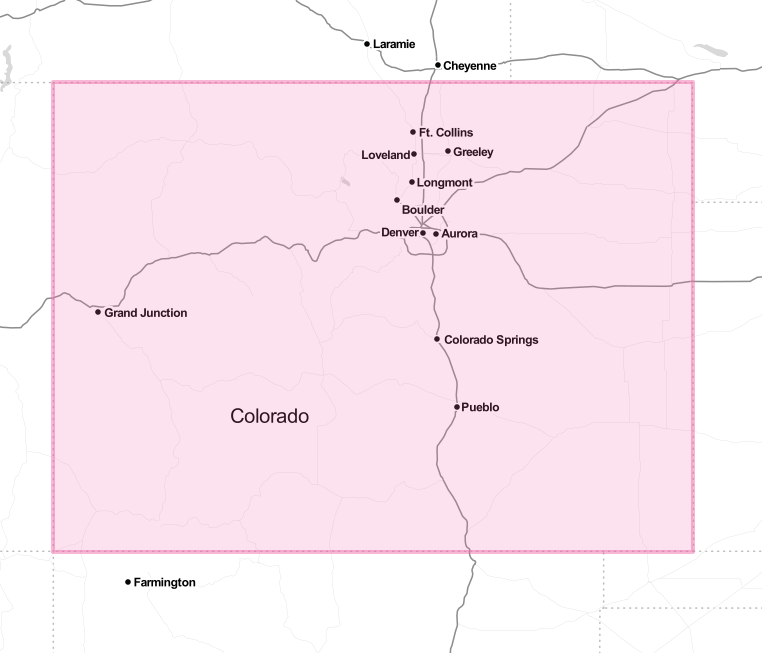 Laramie
Cheyenne
Ft. Collins
Loveland
Greeley
Longmont
Boulder
Denver
Aurora
Grand Junction
Colorado Springs
Pueblo
Colorado
Farmington